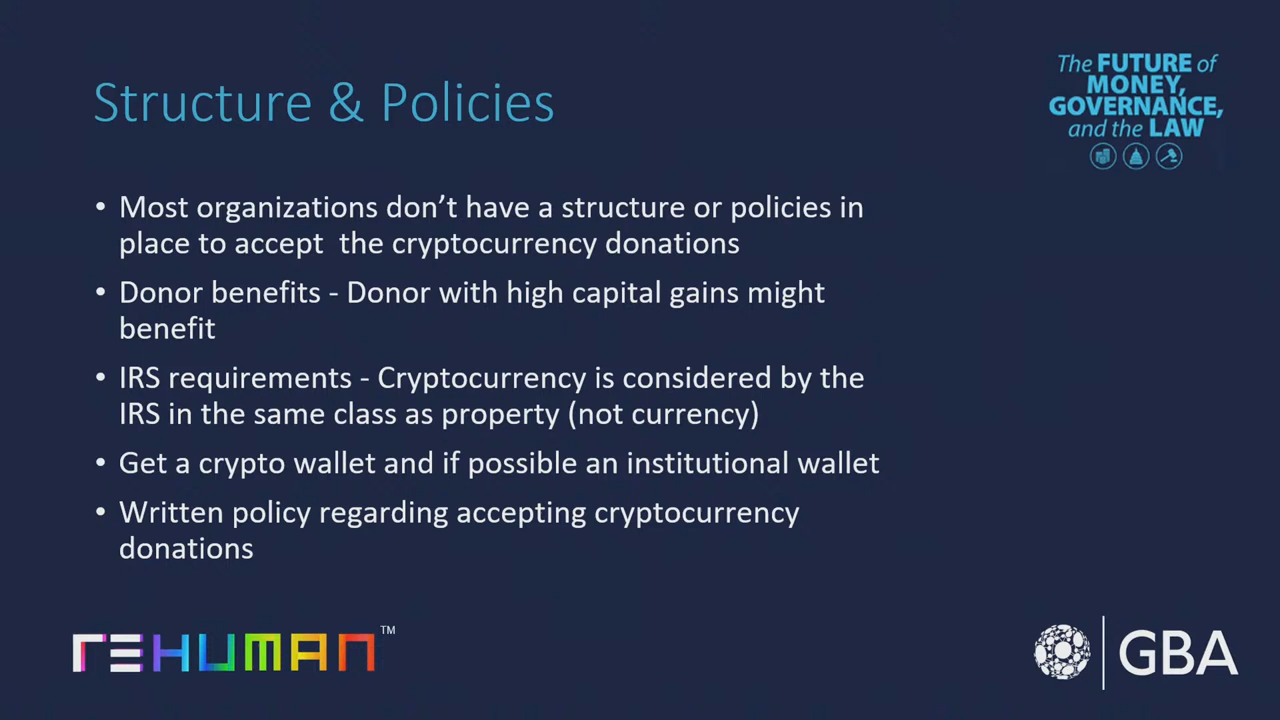 Structure & Policies
The FUTURE of
MONEY,
GOVERNANCE,
and the LAW
• Most organizations don’t have a structure or policies in
place to accept  the cryptocurrency donations
• Donor benefits - Donor with high capital gains might
benefit
• IRS requirements - Cryptocurrency is considered by the
IRS in the same class as property (not currency)
• Get a crypto wallet and if possible an institutional wallet
• Written policy regarding accepting cryptocurrency
donations
rEHUMAN™
GBA